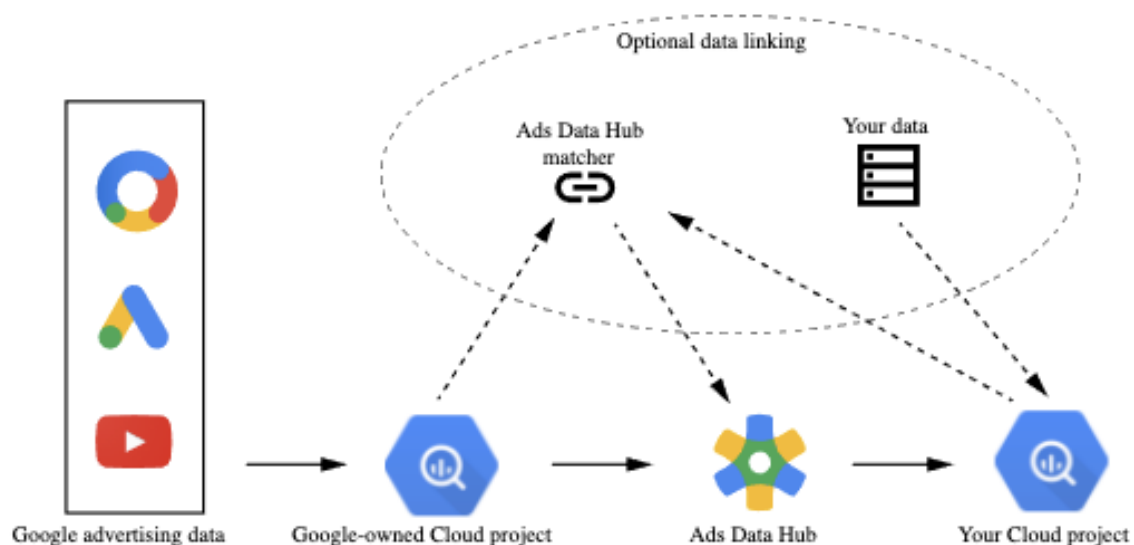 Optional data linking
Ads Data Hub
matcher
Your data
Google advertising data
Google-owned Cloud project
Ads Data Hub
Your Cloud project